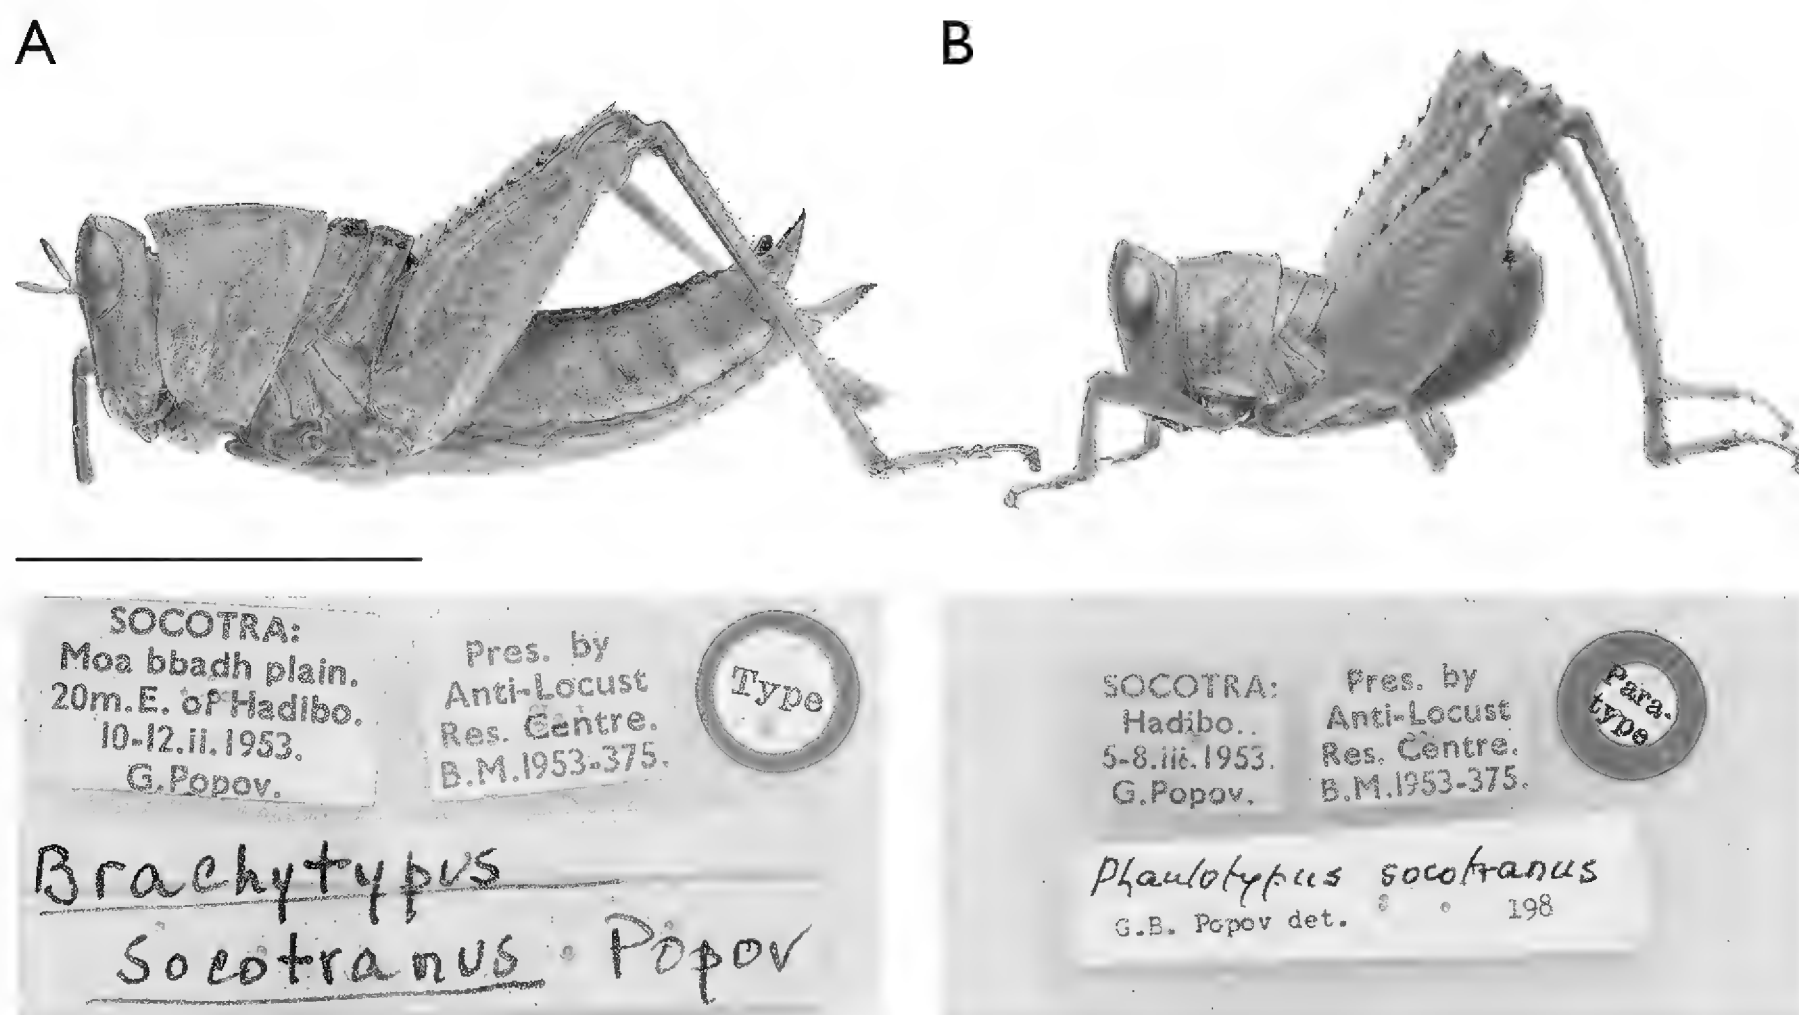 A
B
SOCOTRA:
Moa bbadh plain.
20m.E. of Hadibo.
10-12.ii.1953.
G.Popov.
Pres. by
Anti-Locust
Res. Centre.
B.M.1953-375.
Type
Brachytypus
socotranus Popov
SOCOTRA:
Hadibo..
5-8.iii.1953.
G.Popov.
Pres. by
Anti-Locust
Res. Centre.
B.M.1953-375.
Para-
type
Phaulotypus socotranus
G.B. Popov det. 198